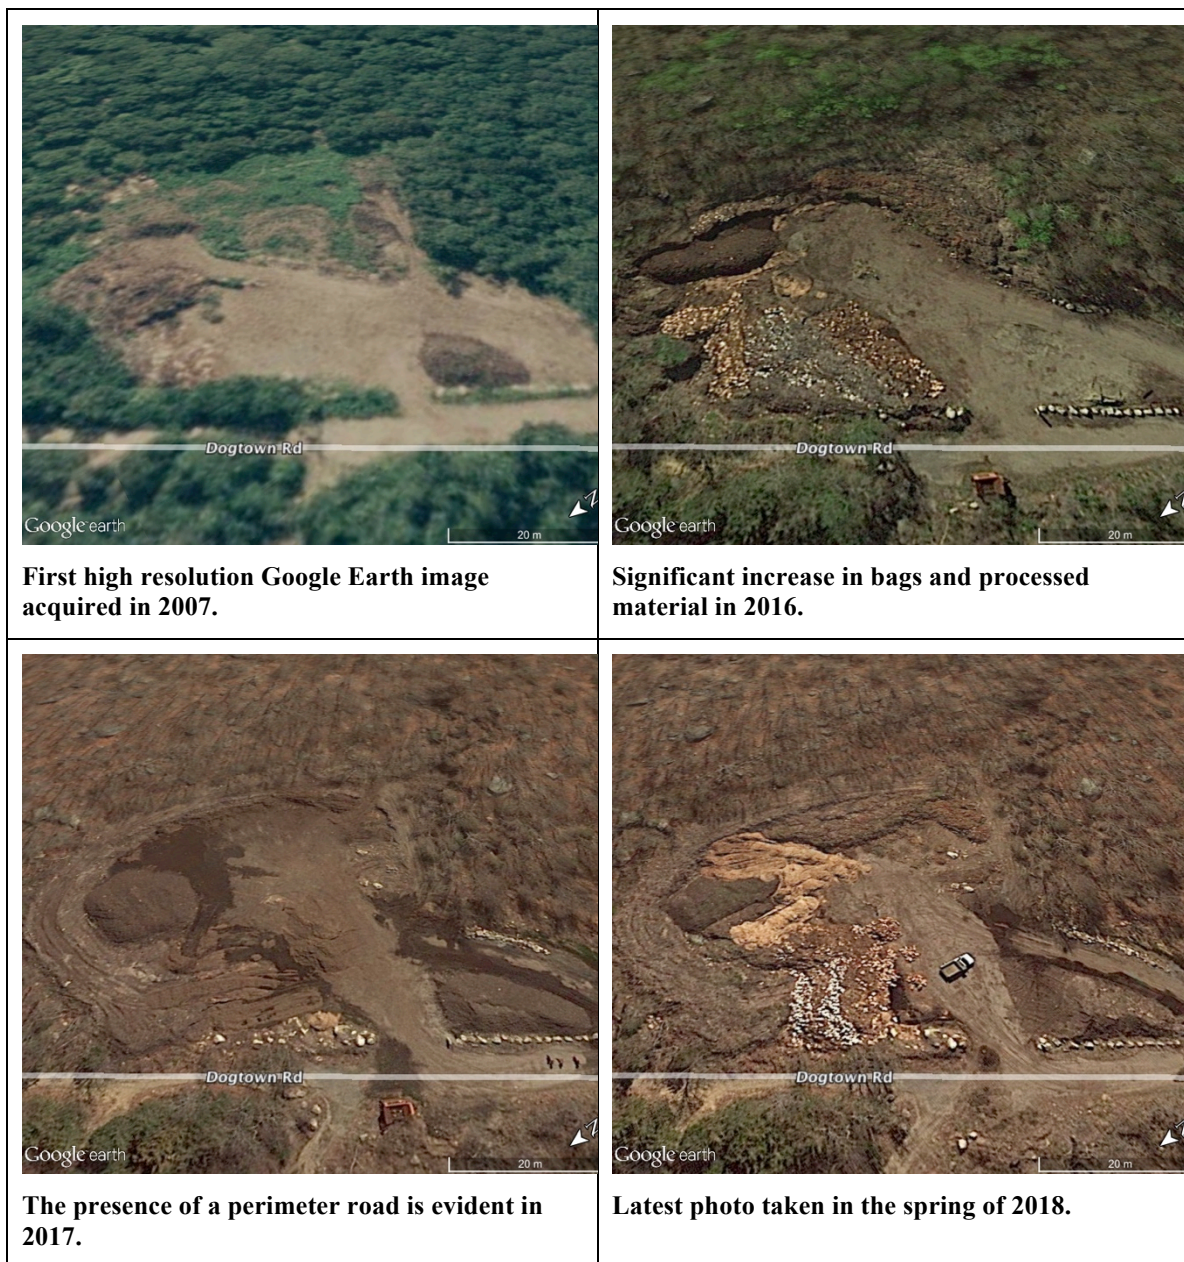 Dogtown Rd
N
Google earth
20 m
First high resolution Google Earth image
acquired in 2007.
Dogtown Rd
N
Google earth
20 m
Significant increase in bags and processed
material in 2016.
Dogtown Rd
N
Google earth
20 m
The presence of a perimeter road is evident in
2017.
Dogtown Rd
N
Google earth
20 m
Latest photo taken in the spring of 2018.